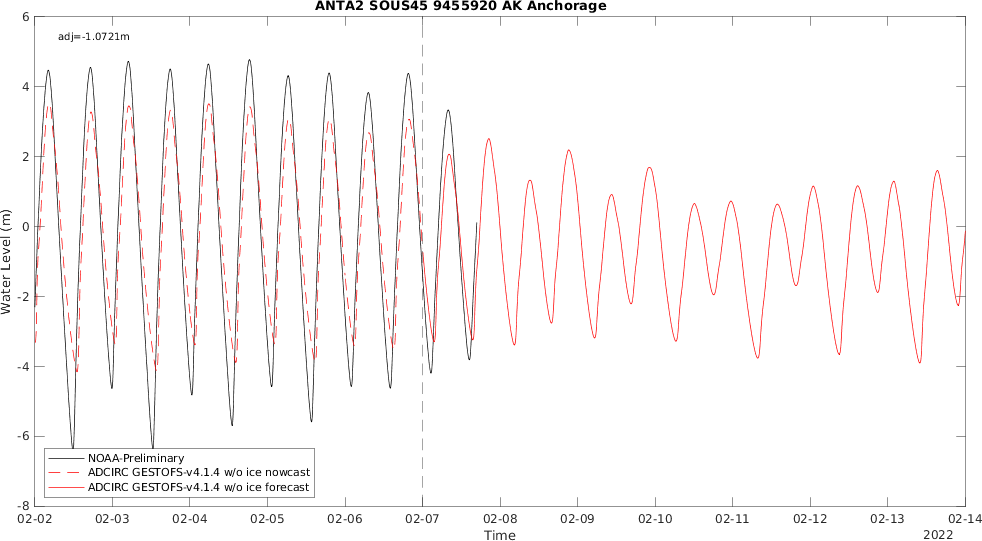 ANTA2 SOUS45 9455920 AK Anchorage
6
adj=-1.0721m
4
2
0
-2
-4
-6
-8
Water Level (m)
NOAA-Preliminary
ADCIRC GESTOFS-v4.1.4 w/o ice nowcast
ADCIRC GESTOFS-v4.1.4 w/o ice forecast
02-02 02-03 02-04 02-05 02-06 02-07 02-08 02-09 02-10 02-11 02-12 02-13 02-14
Time
2022